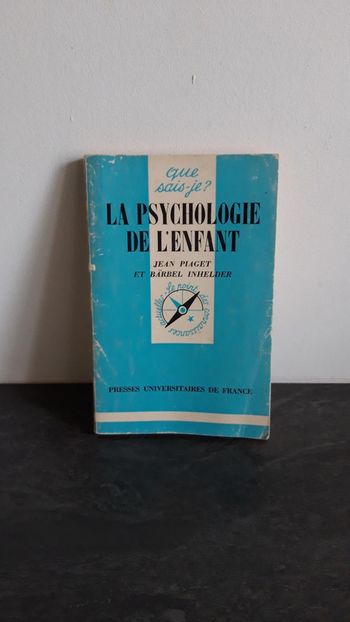 que
sais-je?
LA PSYCHOLOGIE
DE L'ENFANT
JEAN PIAGET
ET BÄRBEL INHELDER
le point des connaissances actuelles
PRESSES UNIVERSITAIRES DE FRANCE